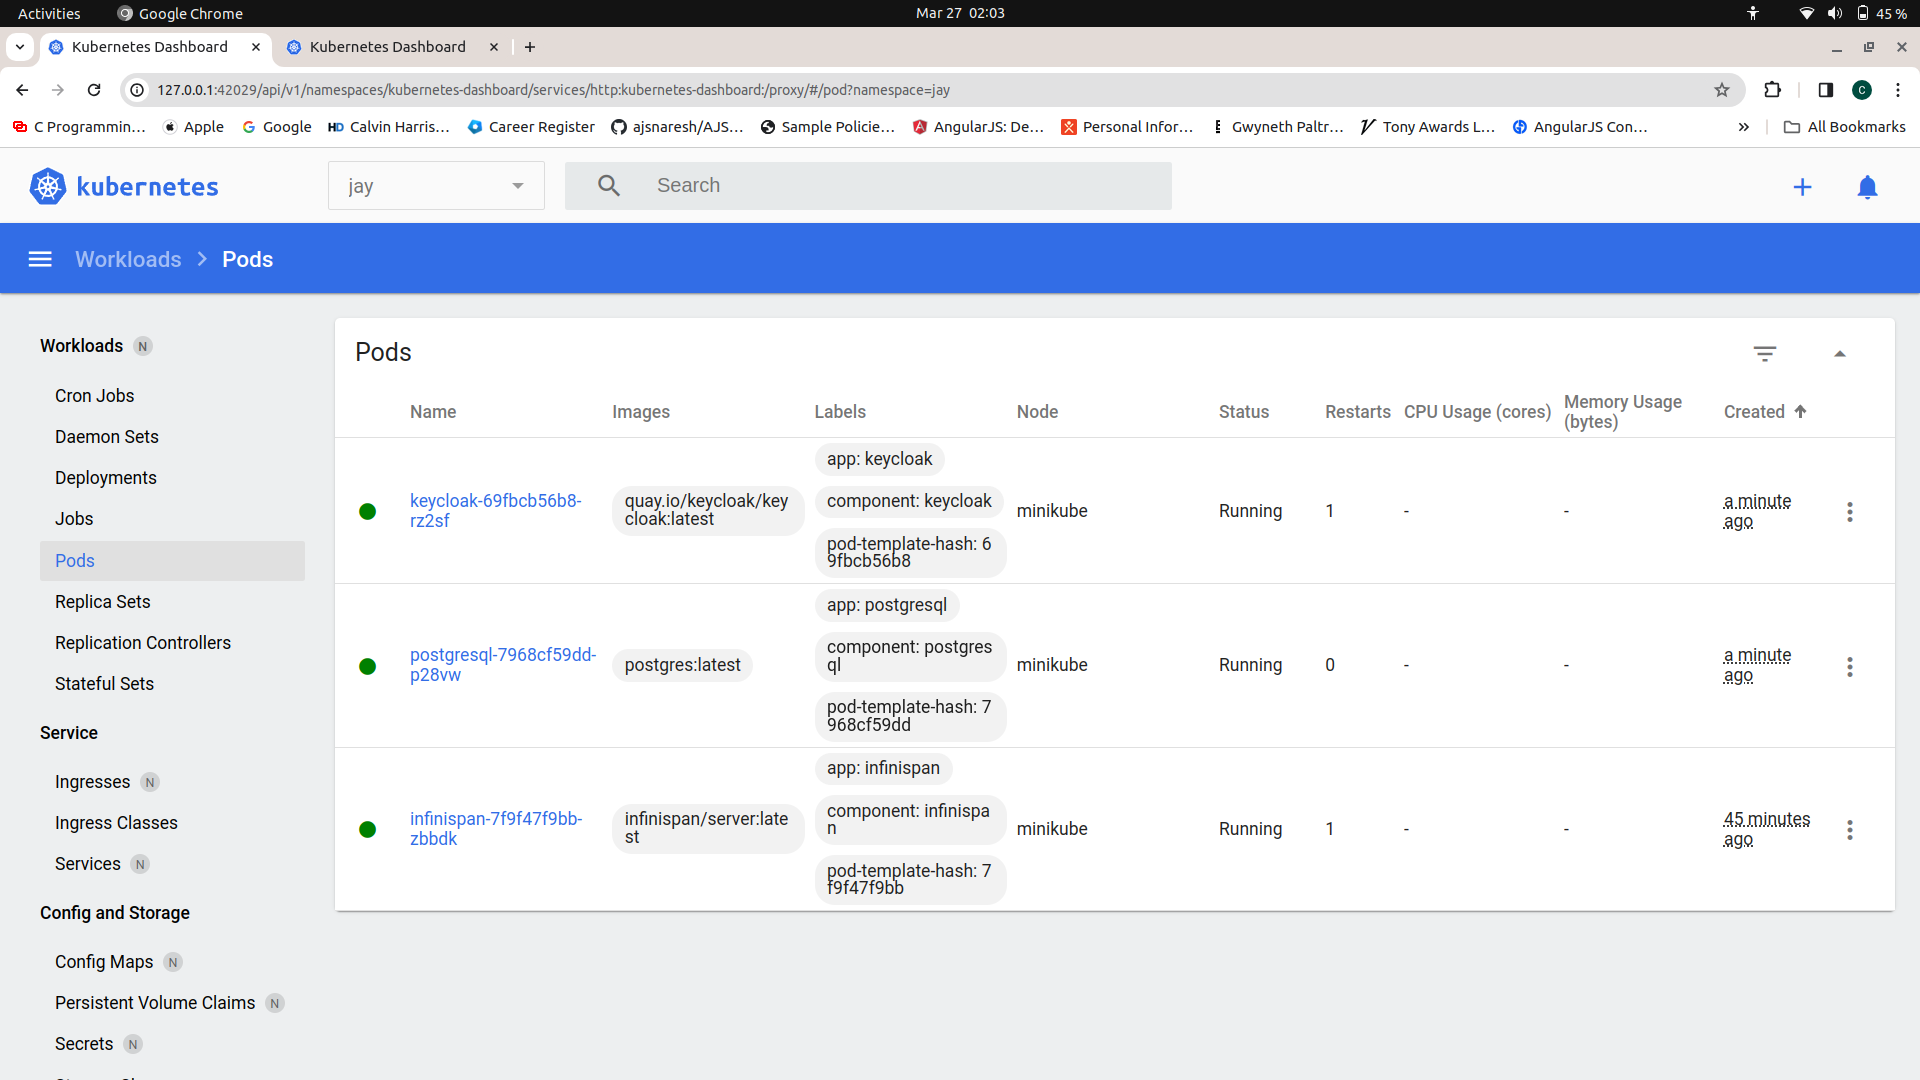 Activities
Google Chrome
Mar 27 02:03
45 %
Kubernetes Dashboard
Kubernetes Dashboard
127.0.0.1:42029/api/v1/namespaces/kubernetes-dashboard/services/http:kubernetes-dashboard:/proxy/#/pod?namespace=jay
C
C Programmin...
Apple
Google
HD Calvin Harris...
Career Register
ajsnaresh/AJS...
Sample Policie...
AngularJS: De...
Personal Infor...
Gwyneth Paltr...
Tony Awards L...
AngularJS Con...
All Bookmarks
kubernetes
jay
Search
Workloads
Pods
Workloads N
Cron Jobs
Daemon Sets
Deployments
Jobs
Pods
Replica Sets
Replication Controllers
Stateful Sets
Service
Ingresses N
Ingress Classes
Services N
Config and Storage
Config Maps N
Persistent Volume Claims N
Secrets N
Pods
Name
Images
Labels
Node
Status
Restarts
CPU Usage (cores)
Memory Usage
(bytes)
Created
keycloak-69fbcb56b8-
rz2sf
quay.io/keycloak/key
cloak:latest
app: keycloak
component: keycloak
pod-template-hash: 6
9fbcb56b8
minikube
Running
1
-
-
a minute
ago
postgresql-7968cf59dd-
p28vw
postgres:latest
app: postgresql
component: postgres
ql
pod-template-hash: 7
968cf59dd
minikube
Running
0
-
-
a minute
ago
infinispan-7f9f47f9bb-
zbbdk
infinispan/server:late
st
app: infinispan
component: infinispa
n
pod-template-hash: 7
f9f47f9bb
minikube
Running
1
-
-
45 minutes
ago